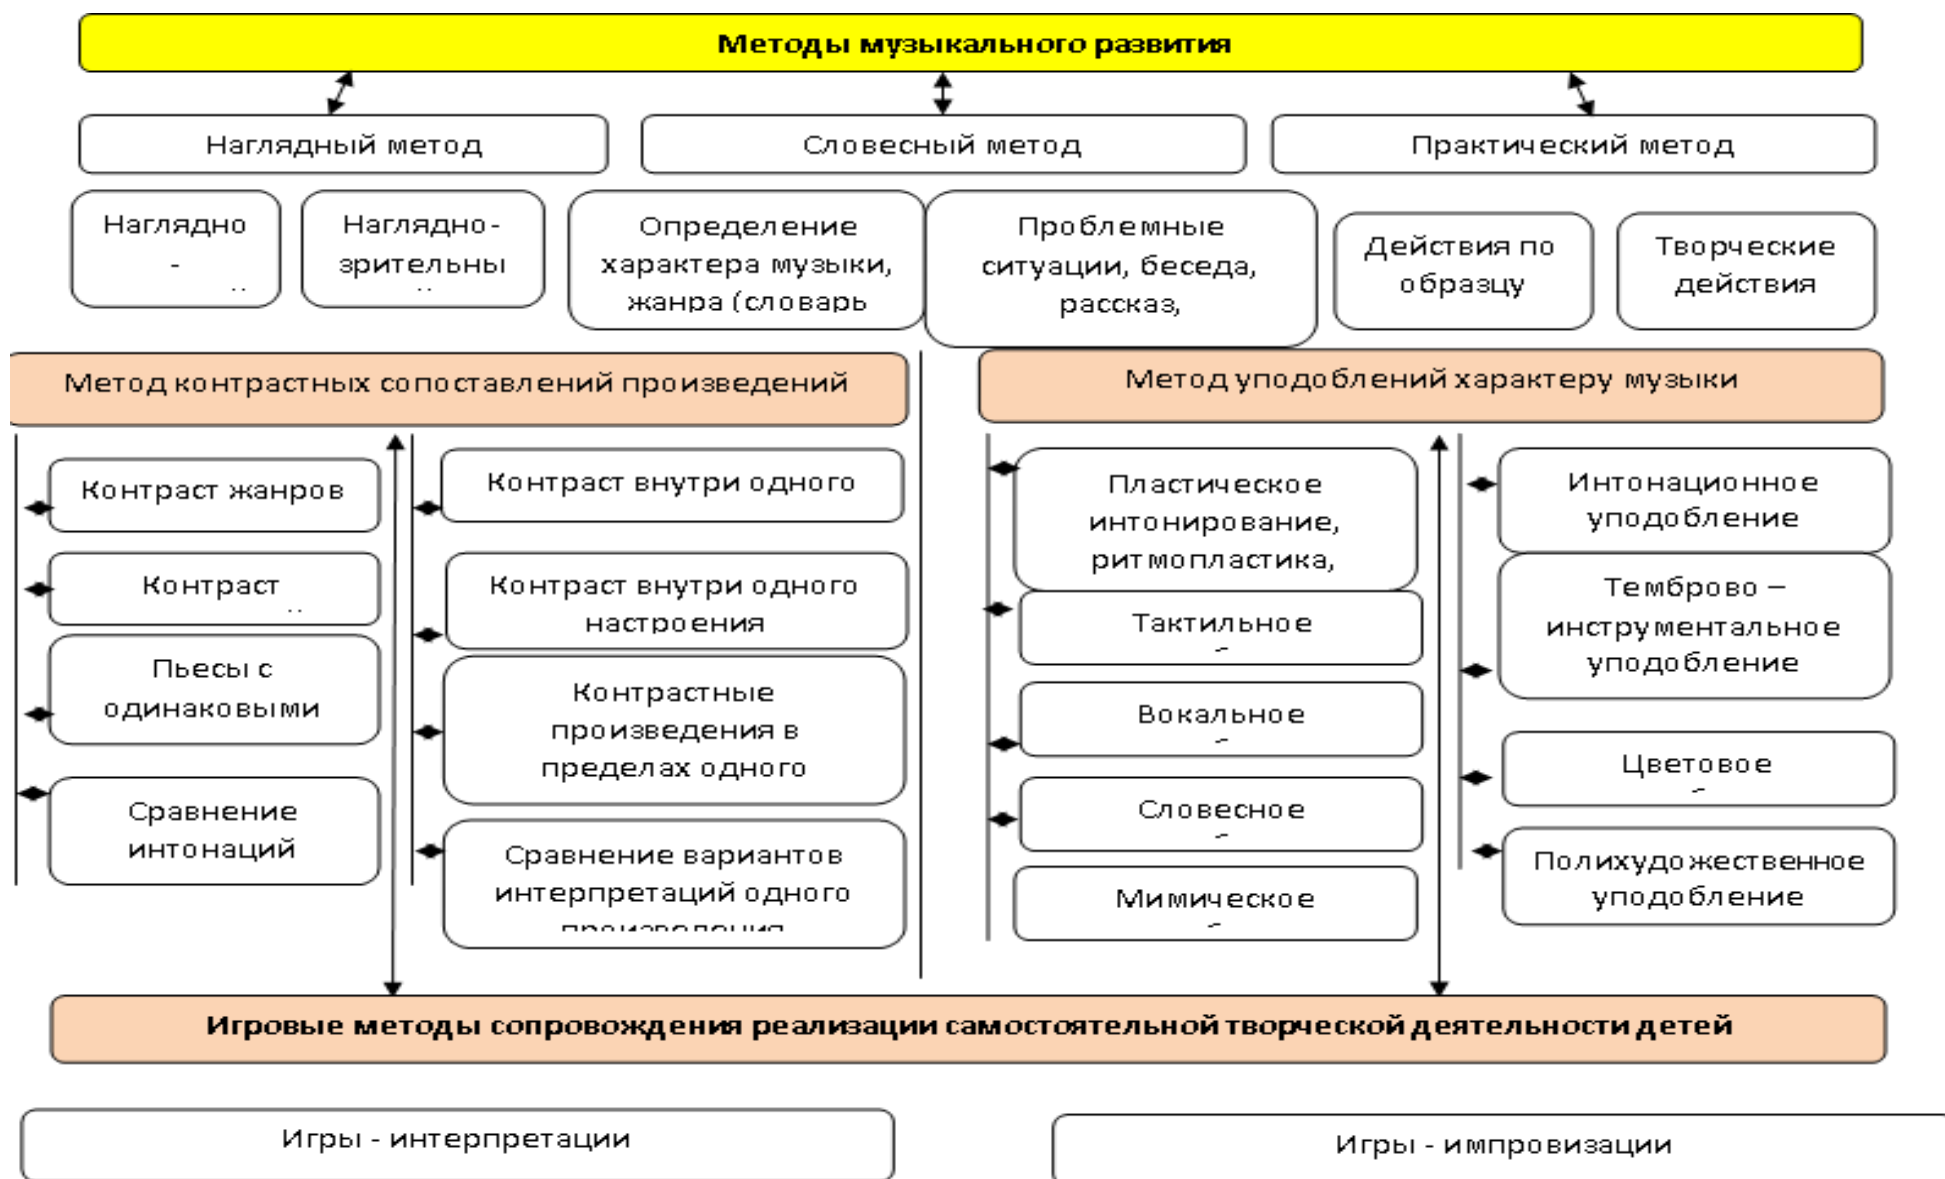 Методы музыкального развития
Наглядный метод
Словесный метод
Практический метод
Наглядно
-
Наглядно-
зрительны
Определение
характера музыки,
жанра (словарь
Проблемные
ситуации, беседа,
рассказ,
Действия по
образцу
Творческие
действия
Метод контрастных сопоставлений произведений
Метод уподоблений характеру музыки
Контраст жанров
Контраст
Пьесы с
одинаковыми
Сравнение
интонаций
Контраст внутри одного
Контраст внутри одного
настроения
Контрастные
произведения в
пределах одного
Сравнение вариантов
интерпретаций одного
произведения
Пластическое
интонирование,
ритмопластика,
Тактильное
Вокальное
Словесное
Мимическое
Интонационное
уподобление
Темброво –
инструментальное
уподобление
Цветовое
Полихудожественное
уподобление
Игровые методы сопровождения реализации самостоятельной творческой деятельности детей
Игры - интерпретации
Игры - импровизации